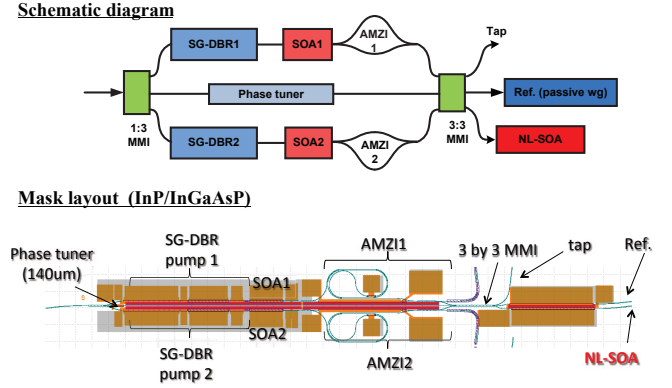 Schematic diagram
SG-DBR1
SOA1
AMZI
1
Tap
Phase tuner
Ref. (passive wg)
1:3
MMI
SG-DBR2
SOA2
AMZI
2
3:3
MMI
NL-SOA
Mask layout  (InP/InGaAsP)
Phase tuner
(140um)
SG-DBR
pump 1
SOA1
AMZI1
3 by 3 MMI
tap
Ref.
SOA2
SG-DBR
pump 2
AMZI2
NL-SOA